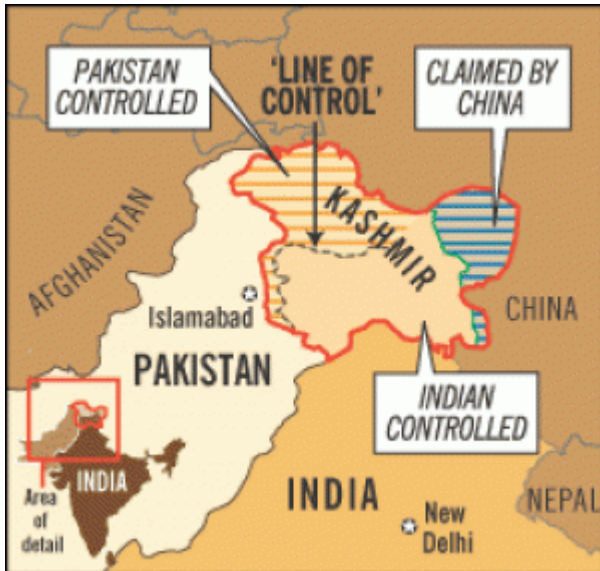 PAKISTAN
CONTROLLED
'LINE OF
CONTROL'
CLAIMED BY
CHINA
KASHMIR
AFGHANISTAN
Islamabad
CHINA
PAKISTAN
INDIAN
CONTROLLED
INDIA
Area
of
detail
INDIA
New
Delhi
NEPAL